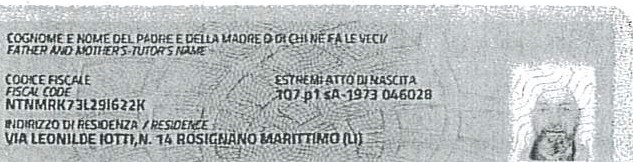 COGNOME E NOME DEL PADRE E DELLA MADRE O DI CHI NE FA LE VECI/
FATHER AND MOTHER'S-TUTOR'S NAME
CODICE FISCALE
FISCAL CODE
NTNMRK73L29I622K
ESTREMI ATTO DI NASCITA
107.p1 sA-1973 046028
INDIRIZZO DI RESIDENZA / RESIDENCE
VIA LEONILDE IOTTI,N. 14 ROSIGNANO MARITTIMO (LI)